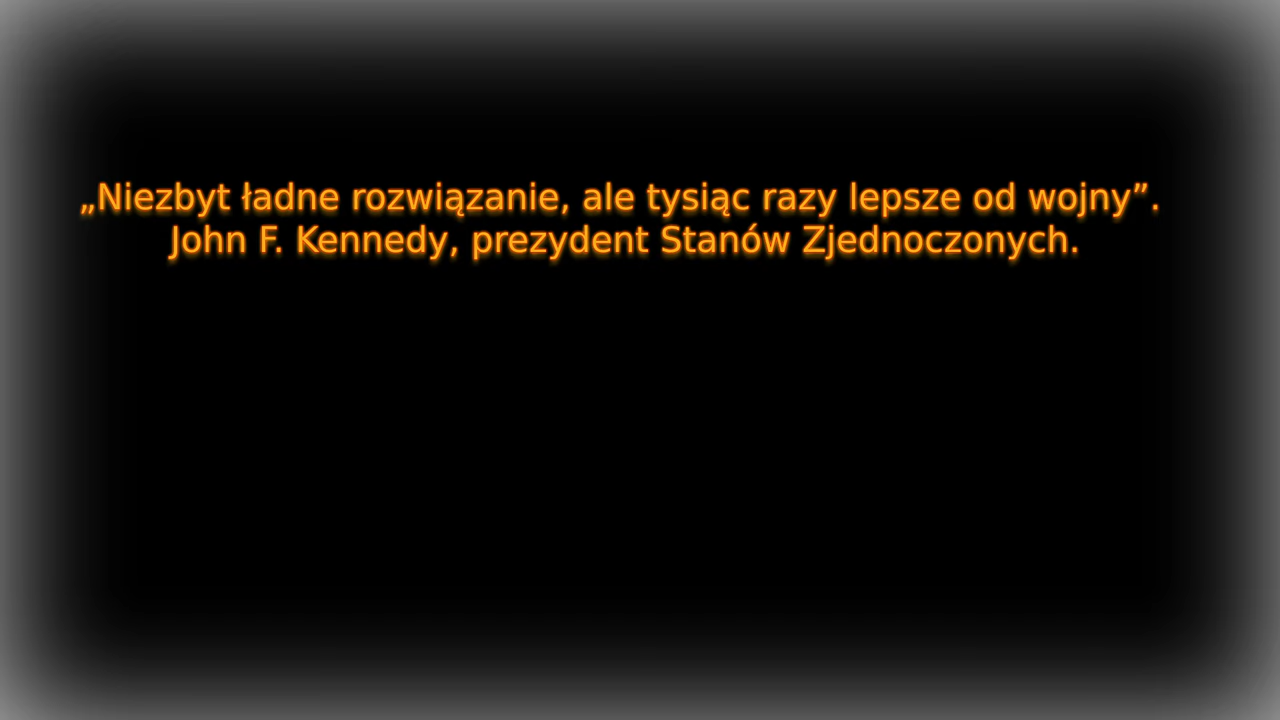 „Niezbyt ładne rozwiązanie, ale tysiąc razy lepsze od wojny”.
John F. Kennedy, prezydent Stanów Zjednoczonych.